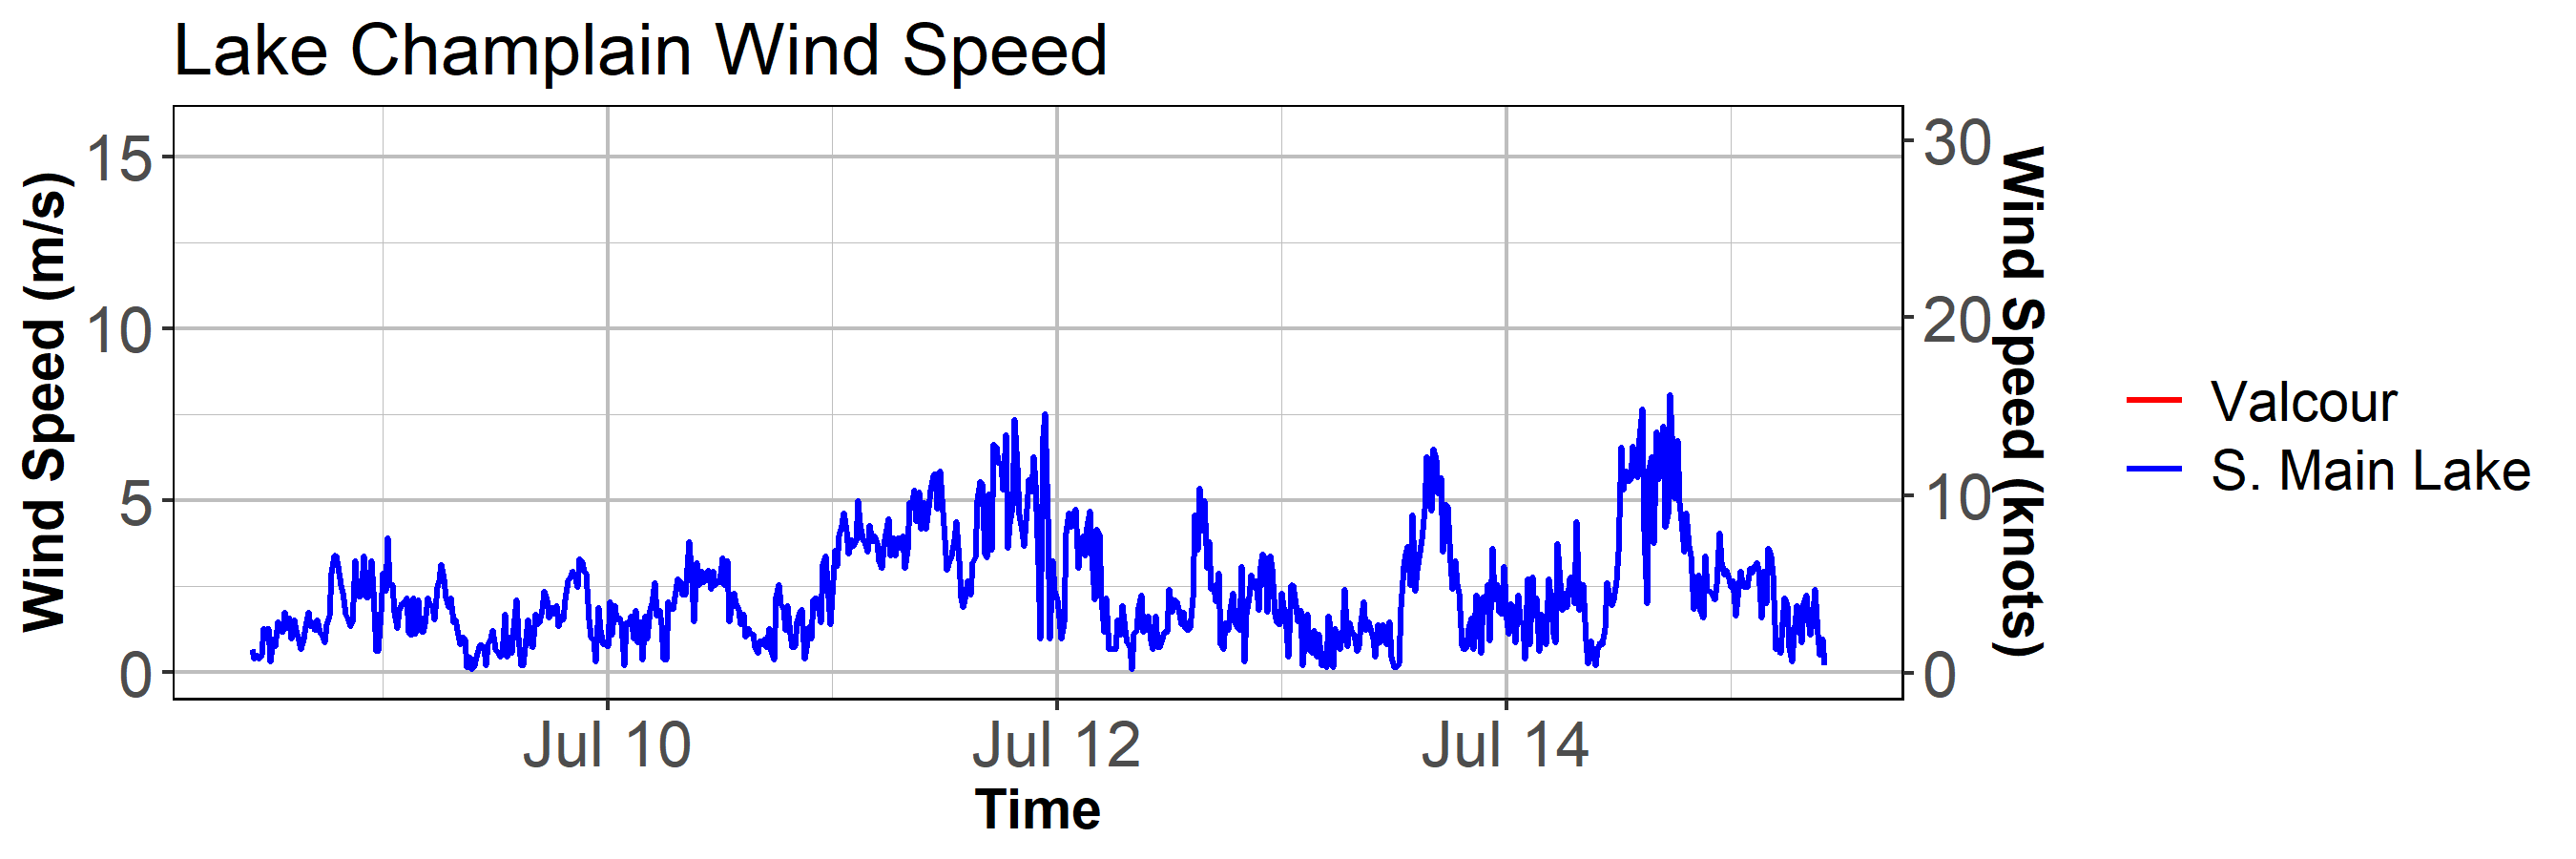 Lake Champlain Wind Speed
Wind Speed (m/s)
15
10
5
0
30
20
10
0
Wind Speed (knots)
Jul 10
Jul 12
Jul 14
Time
Valcour
S. Main Lake